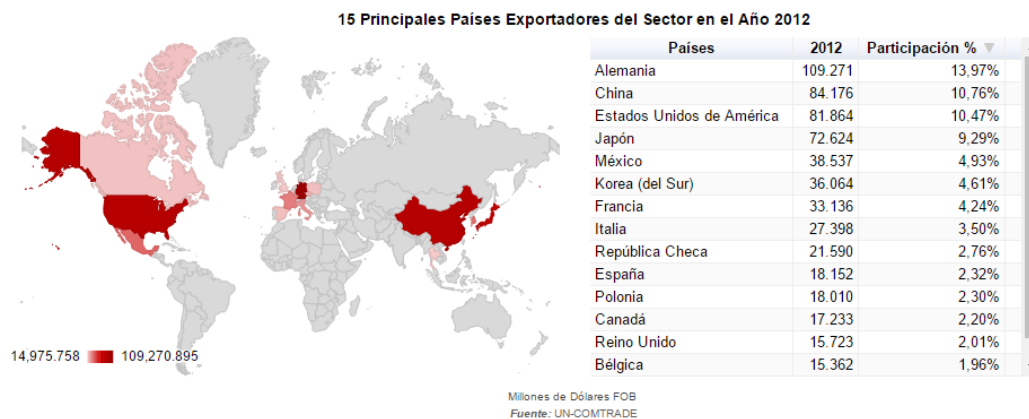 15 Principales Países Exportadores del Sector en el Año 2012
Países 2012 Participación %
Alemania 109.271 13,97%
China 84.176 10,76%
Estados Unidos de América 81.864 10,47%
Japón 72.624 9,29%
México 38.537 4,93%
Korea (del Sur) 36.064 4,61%
Francia 33.136 4,24%
Italia 27.398 3,50%
República Checa 21.590 2,76%
España 18.152 2,32%
Polonia 18.010 2,30%
Canadá 17.233 2,20%
Reino Unido 15.723 2,01%
Bélgica 15.362 1,96%
14,975.758 109,270.895
Millones de Dólares FOB
Fuente: UN-COMTRADE